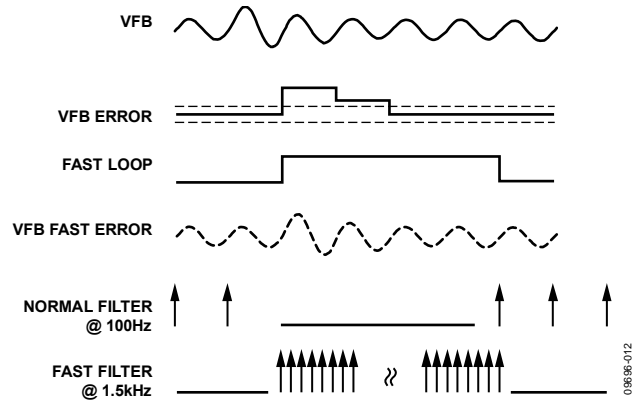 VFB
VFB ERROR
FAST LOOP
VFB FAST ERROR
NORMAL FILTER
@ 100Hz
FAST FILTER
@ 1.5kHz
09696-012